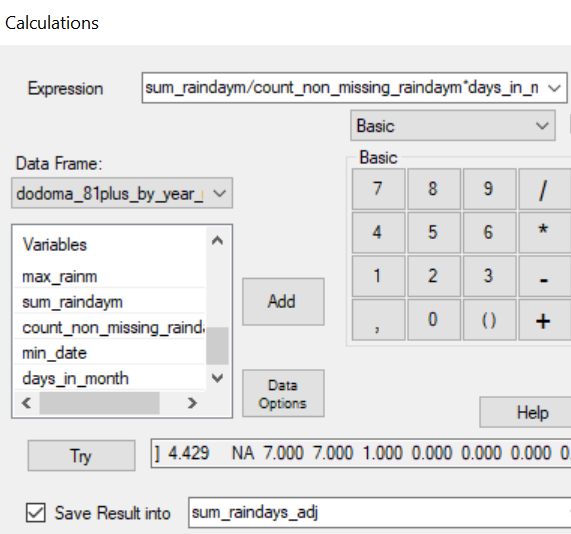 Calculations
Expression
sum_raindaym/count_non_missing_raindaym*days_in_m
Basic
Data Frame:
Basic
dodoma_81plus_by_year_
7 8 9 /
Variables
4 5 6 *
max_rainm
sum_raindaym
1 2 3 -
Add
count_non_missing_rainda
min_date
, 0 ( ) +
days_in_month
Data
Options
Help
Try
] 4.429 NA 7.000 7.000 1.000 0.000 0.000 0.000 0.
Save Result into
sum_raindays_adj